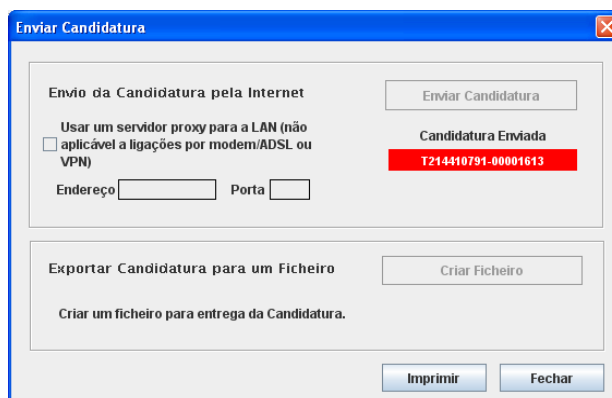 Enviar Candidatura
Envio da Candidatura pela Internet
Enviar Candidatura
Usar um servidor proxy para a LAN (não
aplicável a ligações por modem/ADSL ou
VPN)
Candidatura Enviada
T214410791-00001613
Endereço
Porta
Exportar Candidatura para um Ficheiro
Criar Ficheiro
Criar um ficheiro para entrega da Candidatura.
Imprimir
Fechar